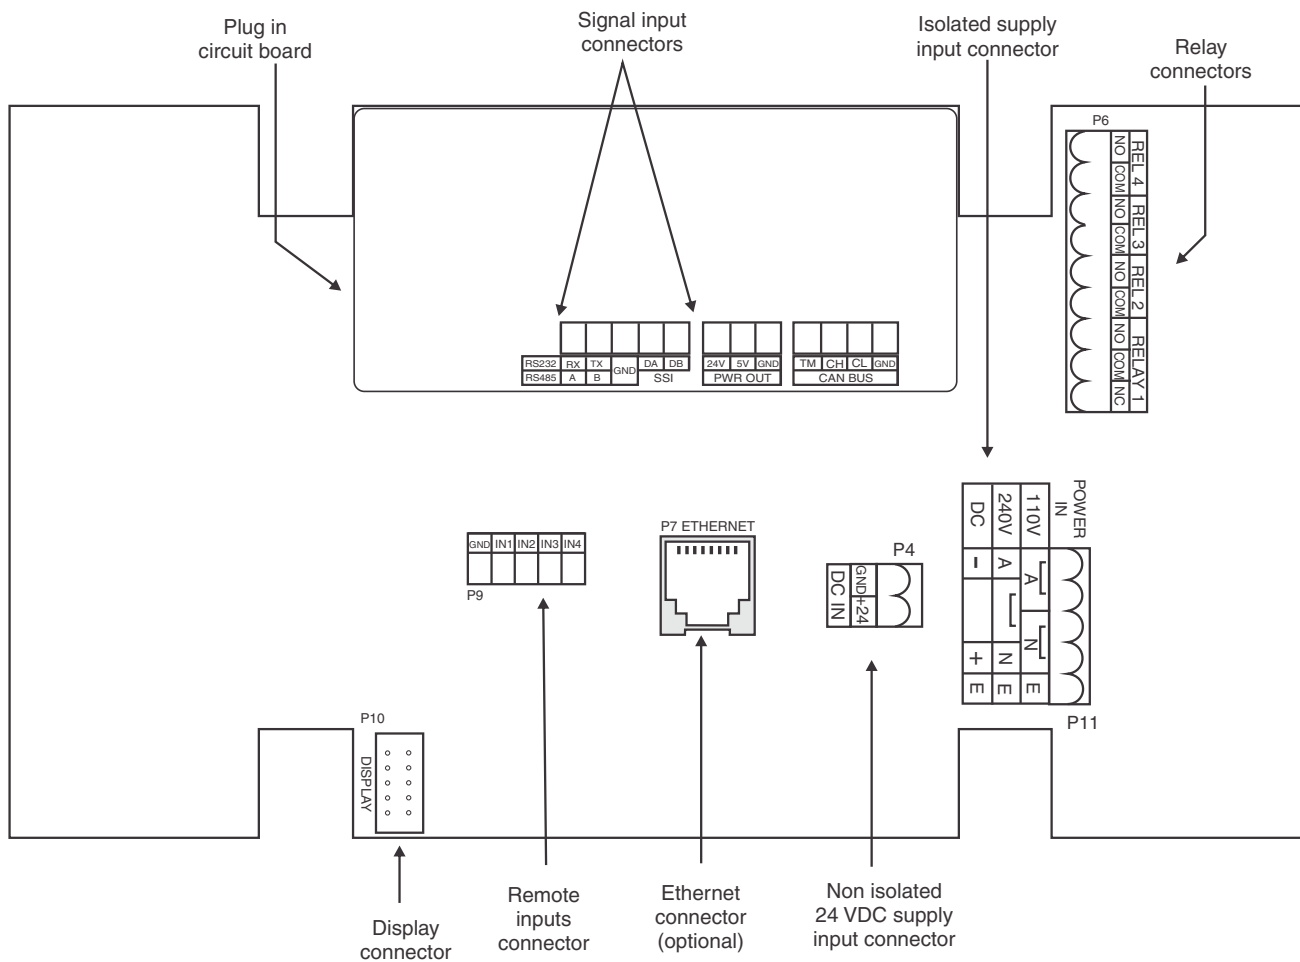 Plug in
circuit board
Signal input
connectors
Isolated supply
input connector
Relay
connectors
P6
NO COM NO COM NO COM NO COM NC
REL 4 REL 3 REL 2 RELAY 1
RS232 RX TX GND DA DB
RS485 A B SSI
24V 5V GND
PWR OUT
TM CH CL GND
CAN BUS
POWER
IN
110V A N E
240V A N E
DC - + E
P11
GND IN1 IN2 IN3 IN4
P9
P7 ETHERNET
P4
GND +24
DC IN
P10
DISPLAY
Display
connector
Remote
inputs
connector
Ethernet
connector
(optional)
Non isolated
24 VDC supply
input connector